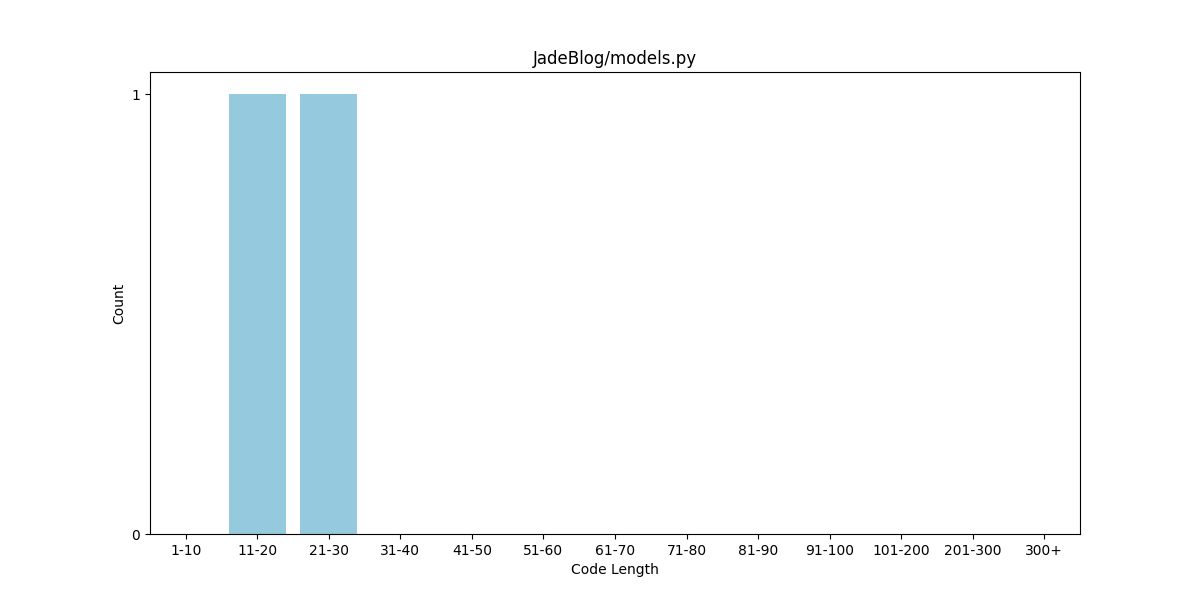 JadeBlog/models.py
1
0
Count
1-10 11-20 21-30 31-40 41-50 51-60 61-70 71-80 81-90 91-100 101-200 201-300 300+
Code Length